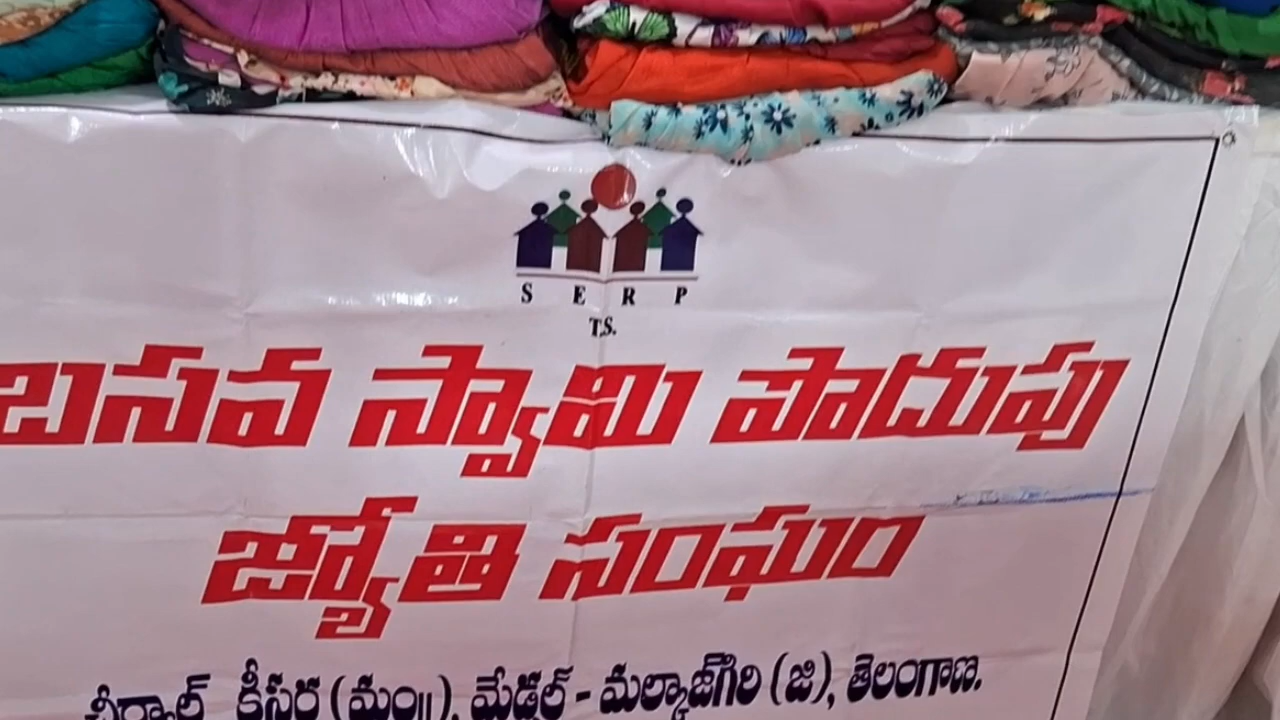 S E R P
T.S.
బసవ స్వామి పొదుపు
జ్యోతి సంఘం
చీర్యాల్ కీసర (మం॥), మేడ్చల్ - మల్కాజ్‌గిరి (జి), తెలంగాణ.